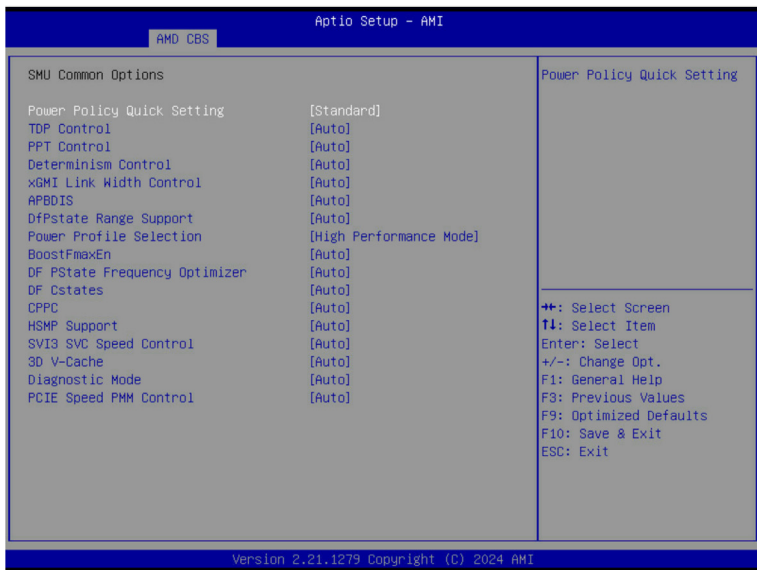 Aptio Setup – AMI
AMD CBS
SMU Common Options
Power Policy Quick Setting [Standard]
TDP Control [Auto]
PPT Control [Auto]
Determinism Control [Auto]
xGMI Link Width Control [Auto]
APBDIS [Auto]
DfPstate Range Support [Auto]
Power Profile Selection [High Performance Mode]
BoostFmaxEn [Auto]
DF PState Frequency Optimizer [Auto]
DF Cstates [Auto]
CPPC [Auto]
HSMP Support [Auto]
SVI3 SVC Speed Control [Auto]
3D V-Cache [Auto]
Diagnostic Mode [Auto]
PCIE Speed PMM Control [Auto]
Power Policy Quick Setting
→←: Select Screen
↑↓: Select Item
Enter: Select
+/-: Change Opt.
F1: General Help
F3: Previous Values
F9: Optimized Defaults
F10: Save & Exit
ESC: Exit
Version 2.21.1279 Copyright (C) 2024 AMI